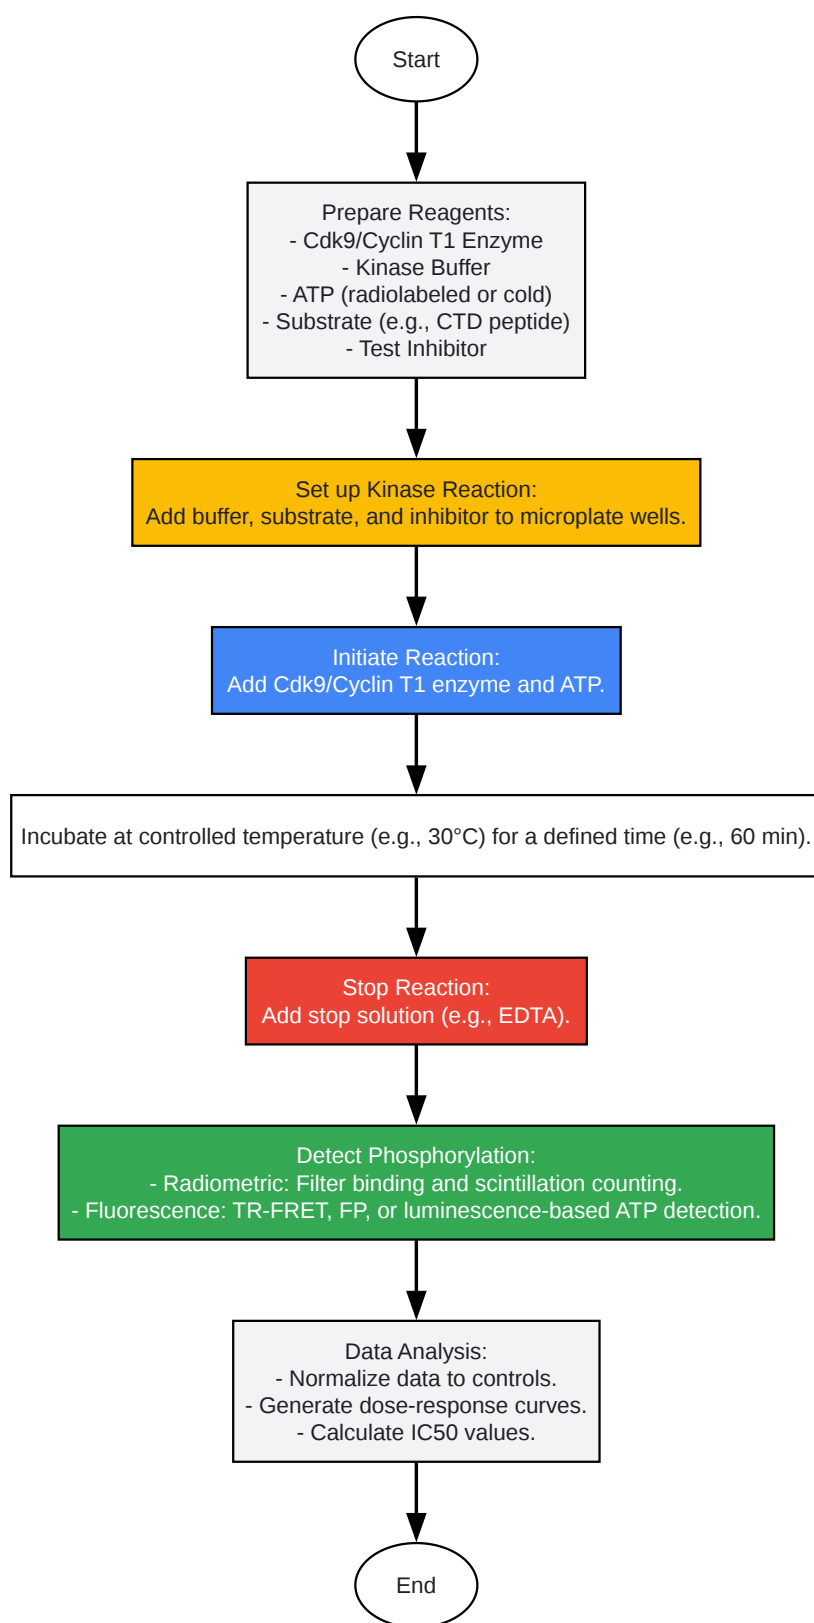 Start
Prepare Reagents:
- Cdk9/Cyclin T1 Enzyme
- Kinase Buffer
- ATP (radiolabeled or cold)
- Substrate (e.g., CTD peptide)
- Test Inhibitor
Set up Kinase Reaction:
Add buffer, substrate, and inhibitor to microplate wells.
Initiate Reaction:
Add Cdk9/Cyclin T1 enzyme and ATP.
Incubate at controlled temperature (e.g., 30°C) for a defined time (e.g., 60 min).
Stop Reaction:
Add stop solution (e.g., EDTA).
Detect Phosphorylation:
- Radiometric: Filter binding and scintillation counting.
- Fluorescence: TR-FRET, FP, or luminescence-based ATP detection.
Data Analysis:
- Normalize data to controls.
- Generate dose-response curves.
- Calculate IC50 values.
End